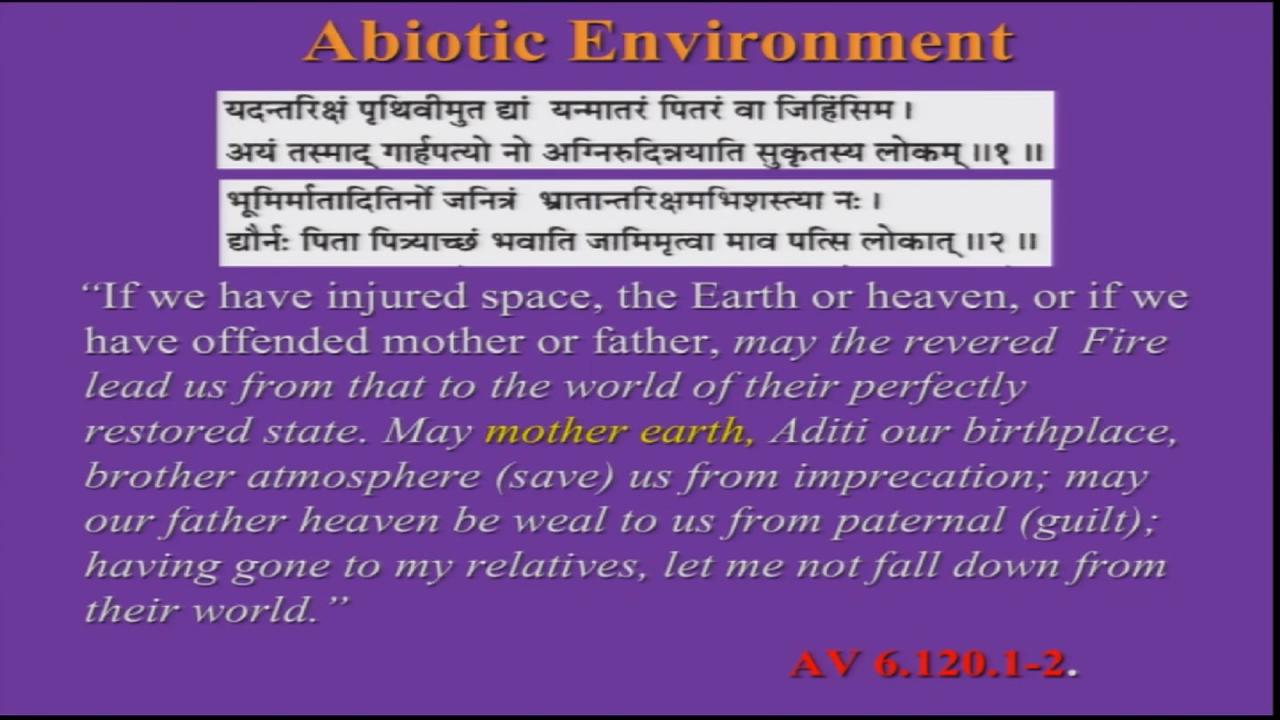 Abiotic Environment
यदन्तरिक्षं पृथिवीमुत द्यां यन्मातरं पितरं वा जिहिंसिम ।
अयं तस्माद् गार्हपत्यो नो अग्निरुदिन्नयाति सुकृतस्य लोकम् ॥१॥
भूमिर्मातादितिर्नो जनित्रं भ्रातान्तरिक्षमभिशस्त्या नः ।
द्यौर्नः पिता पित्र्याच्छं भवाति जामिमृत्वा माव पत्सि लोकात् ॥२॥
“If we have injured space, the Earth or heaven, or if we
have offended mother or father, may the revered Fire
lead us from that to the world of their perfectly
restored state. May mother earth, Aditi our birthplace,
brother atmosphere (save) us from imprecation; may
our father heaven be weal to us from paternal (guilt);
having gone to my relatives, let me not fall down from
their world.”
AV 6.120.1-2.